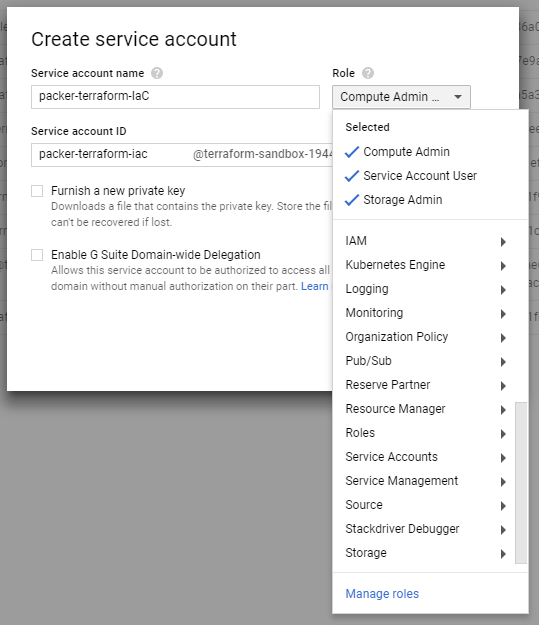 Create service account
Service account name
Role
packer-terraform-IaC
Compute Admin ...
Service account ID
packer-terraform-iac @terraform-sandbox-1944
Selected
Compute Admin
Service Account User
Storage Admin
Furnish a new private key
Downloads a file that contains the private key. Store the fil
can't be recovered if lost.
Enable G Suite Domain-wide Delegation
Allows this service account to be authorized to access all
domain without manual authorization on their part. Learn
IAM
Kubernetes Engine
Logging
Monitoring
Organization Policy
Pub/Sub
Reserve Partner
Resource Manager
Roles
Service Accounts
Service Management
Source
Stackdriver Debugger
Storage
Manage roles